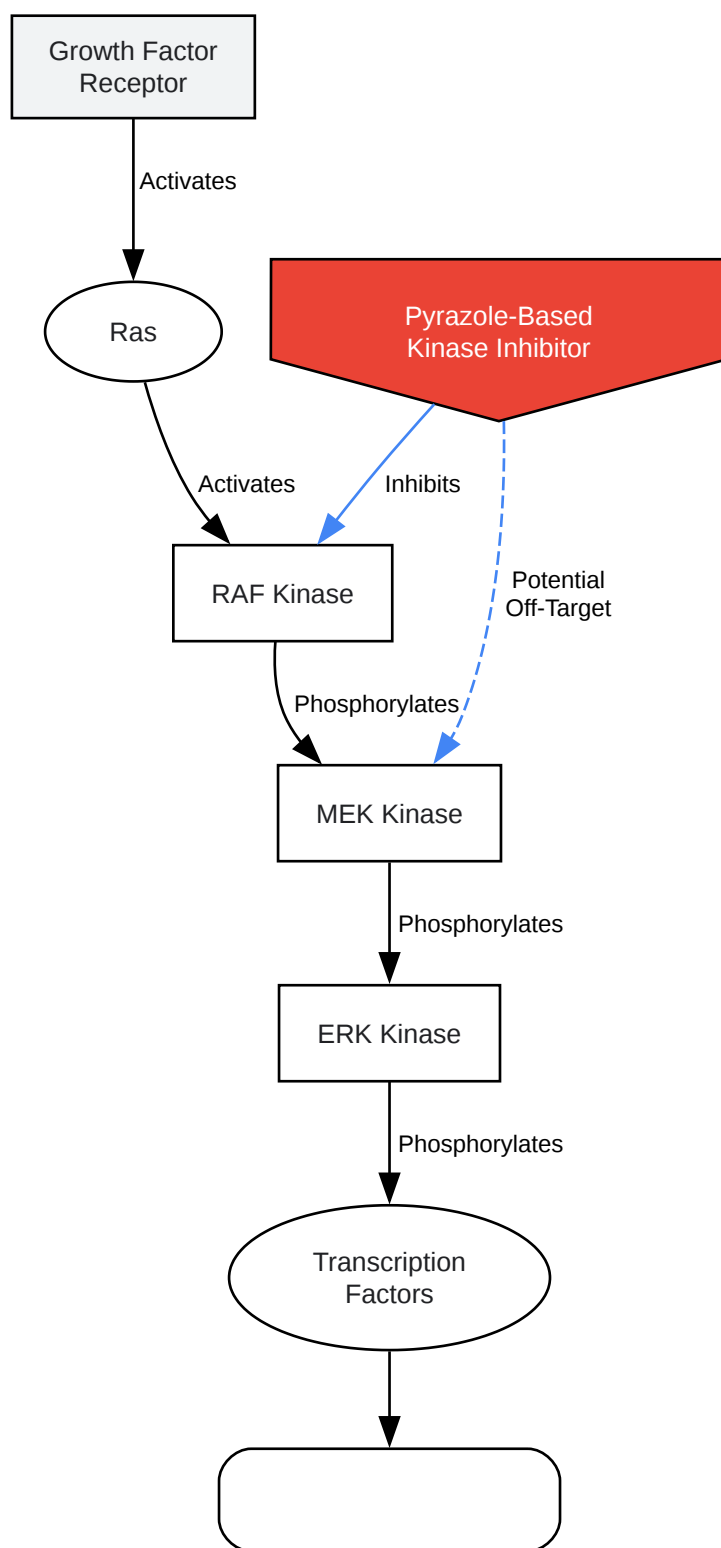 Growth Factor
Receptor
Activates
Ras
Pyrazole-Based
Kinase Inhibitor
Activates
Inhibits
RAF Kinase
Potential
Off-Target
Phosphorylates
MEK Kinase
Phosphorylates
ERK Kinase
Phosphorylates
Transcription
Factors